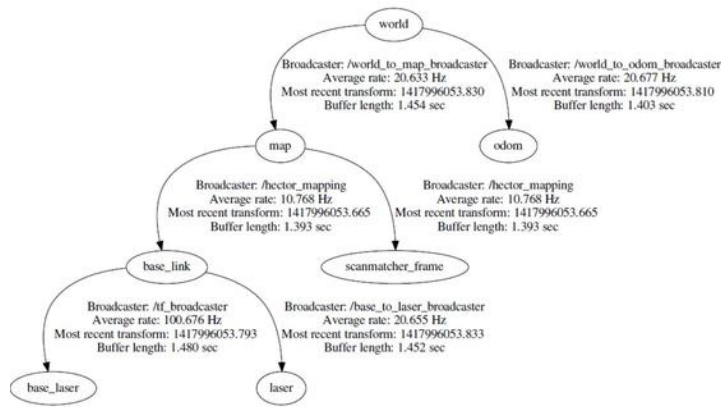 world
Broadcaster: /world_to_map_broadcaster
Average rate: 20.633 Hz
Most recent transform: 1417996053.830
Buffer length: 1.454 sec
Broadcaster: /world_to_odom_broadcaster
Average rate: 20.677 Hz
Most recent transform: 1417996053.810
Buffer length: 1.403 sec
map
odom
Broadcaster: /hector_mapping
Average rate: 10.768 Hz
Most recent transform: 1417996053.665
Buffer length: 1.393 sec
Broadcaster: /hector_mapping
Average rate: 10.768 Hz
Most recent transform: 1417996053.665
Buffer length: 1.393 sec
base_link
scanmatcher_frame
Broadcaster: /tf_broadcaster
Average rate: 100.676 Hz
Most recent transform: 1417996053.793
Buffer length: 1.480 sec
Broadcaster: /base_to_laser_broadcaster
Average rate: 20.655 Hz
Most recent transform: 1417996053.833
Buffer length: 1.452 sec
base_laser
laser